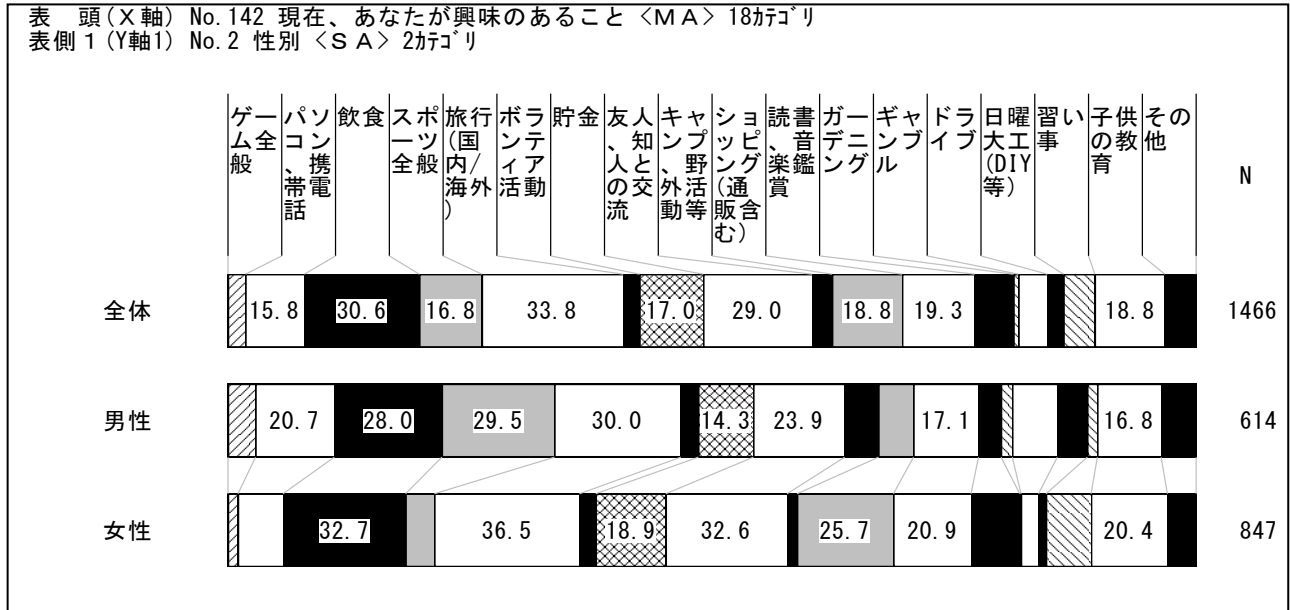 表　頭(X軸) No.142 現在、あなたが興味のあること <MA> 18ｶﾃｺﾞﾘ
表側1(Y軸1) No.2 性別 <SA> 2ｶﾃｺﾞﾘ
ゲーム全般
パソコン、携帯電話
飲食
スポーツ全般
旅行(国内/海外)
ボランティア活動
貯金
友人、知人との交流
キャンプ、野外活動等
ショッピング(通販含む)
読書、音楽鑑賞
ガーデニング
ギャンブル
ドライブ
日曜大工(DIY等)
習い事
子供の教育
その他
N
全体 15.8 30.6 16.8 33.8 17.0 29.0 18.8 19.3 18.8 1466
男性 20.7 28.0 29.5 30.0 14.3 23.9 17.1 16.8 614
女性 32.7 36.5 18.9 32.6 25.7 20.9 20.4 847